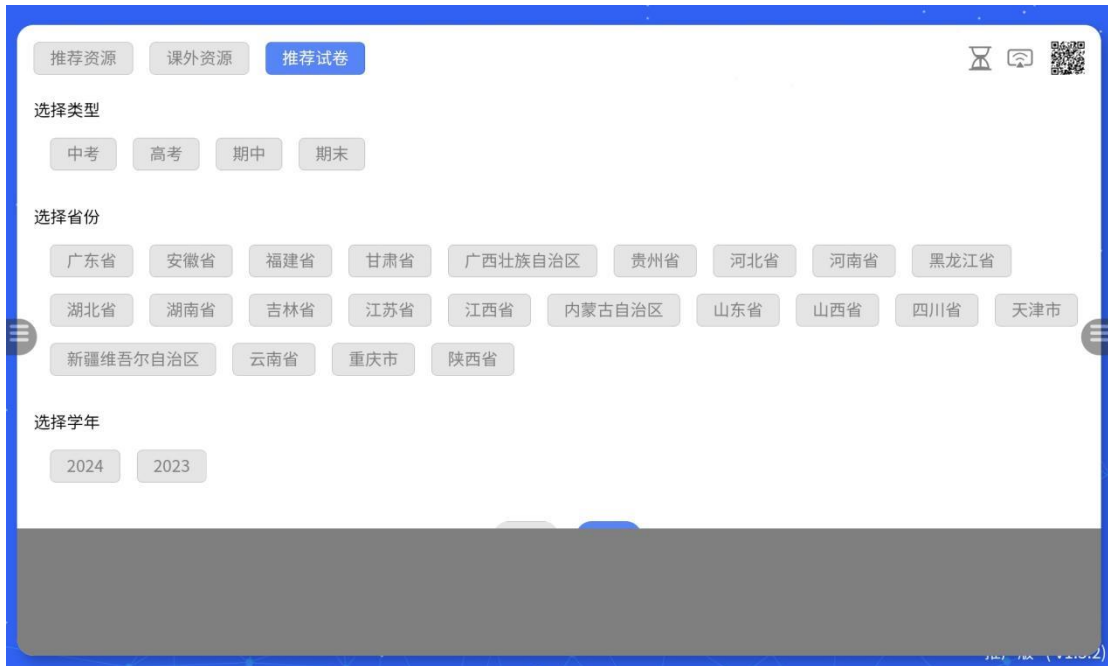 推荐资源 课外资源 推荐试卷
选择类型
中考 高考 期中 期末
选择省份
广东省 安徽省 福建省 甘肃省 广西壮族自治区 贵州省 河北省 河南省 黑龙江省
湖北省 湖南省 吉林省 江苏省 江西省 内蒙古自治区 山东省 山西省 四川省 天津市
新疆维吾尔自治区 云南省 重庆市 陕西省
选择学年
2024 2023